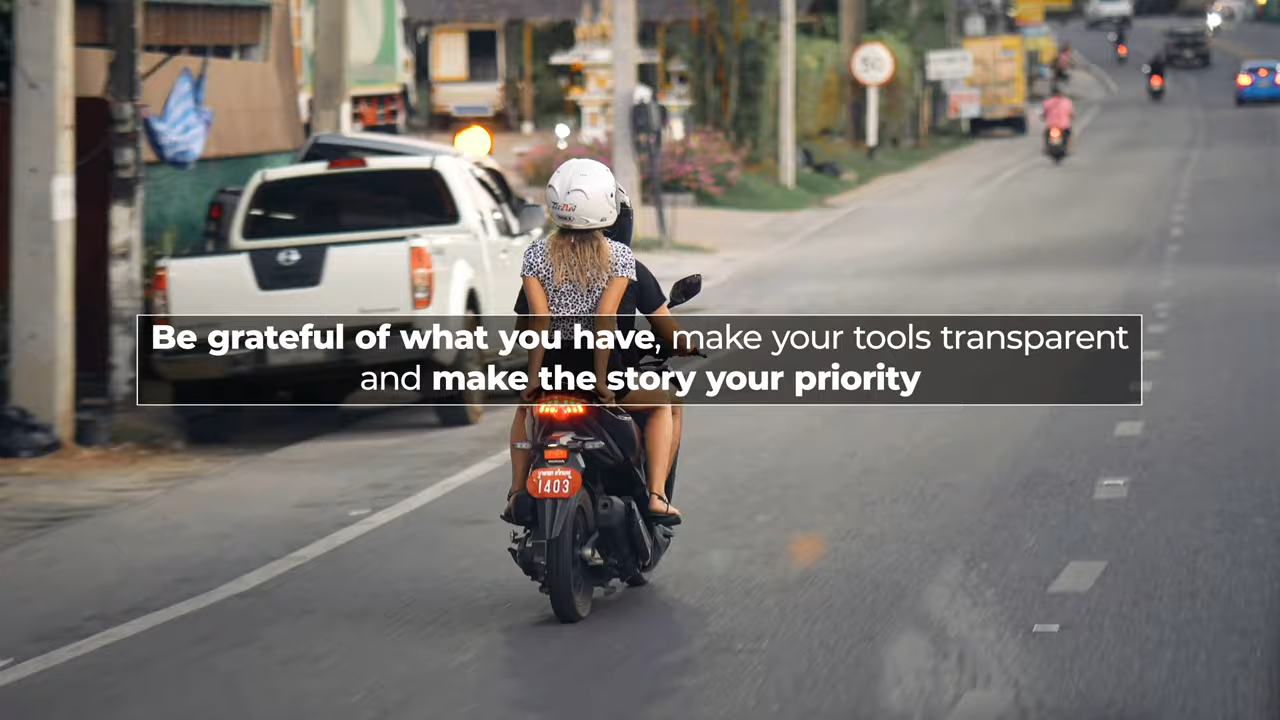 50
Be grateful of what you have, make your tools transparent
and make the story your priority
1403